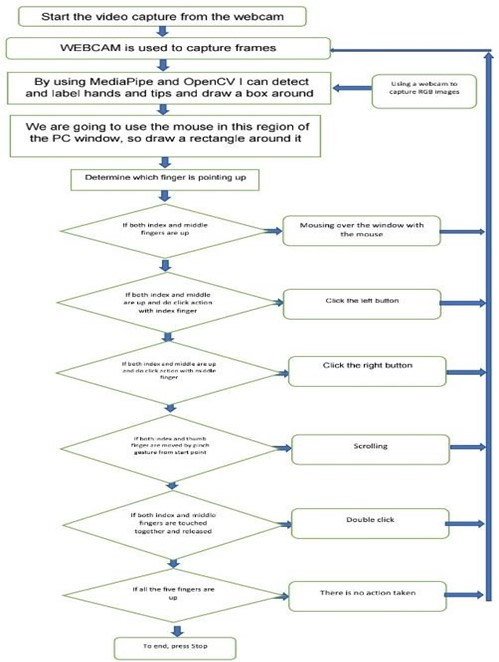 Start the video capture from the webcam
WEBCAM is used to capture frames
By using MediaPipe and OpenCV I can detect
and label hands and tips and draw a box around
Using a webcam to
capture RGB images
We are going to use the mouse in this region of
the PC window, so draw a rectangle around it
Determine which finger is pointing up
If both index and middle
fingers are up
Mousing over the window with
the mouse
If both index and middle
are up and do click action
with index finger
Click the left button
If both index and middle are up
and do click action with middle
finger
Click the right button
If both index and thumb
finger are moved by pinch
gesture from start point
Scrolling
If both index and middle
fingers are touched
together and released
Double click
If all the five fingers are
up
There is no action taken
To end, press Stop